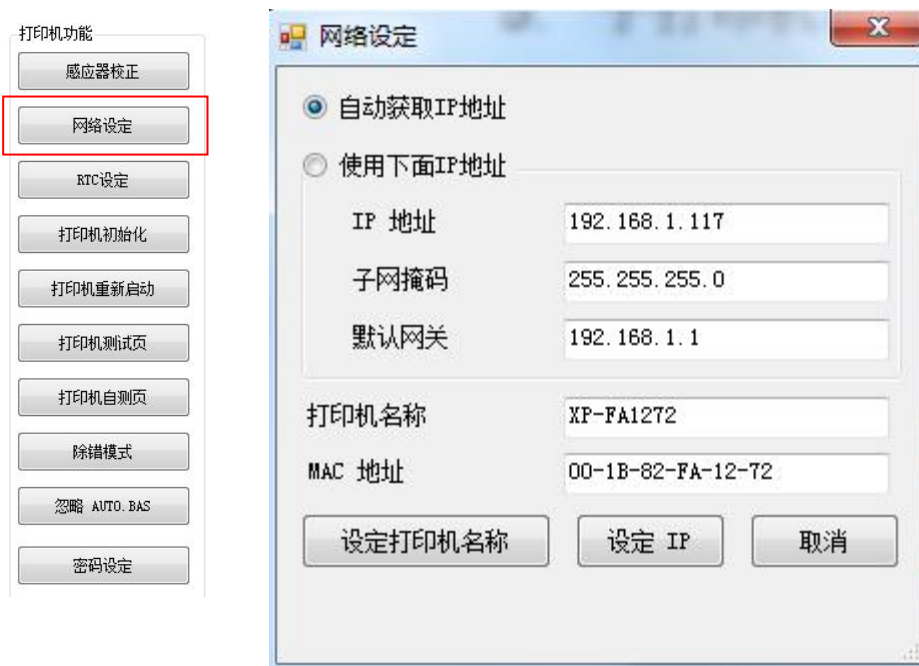 打印机功能
感应器校正
网络设定
RTC设定
打印机初始化
打印机重新启动
打印机测试页
打印机自测页
除错模式
忽略 AUTO.BAS
密码设定
网络设定
自动获取IP地址
使用下面IP地址
IP 地址 192.168.1.117
子网掩码 255.255.255.0
默认网关 192.168.1.1
打印机名称 XP-FA1272
MAC 地址 00-1B-82-FA-12-72
设定打印机名称 设定 IP 取消